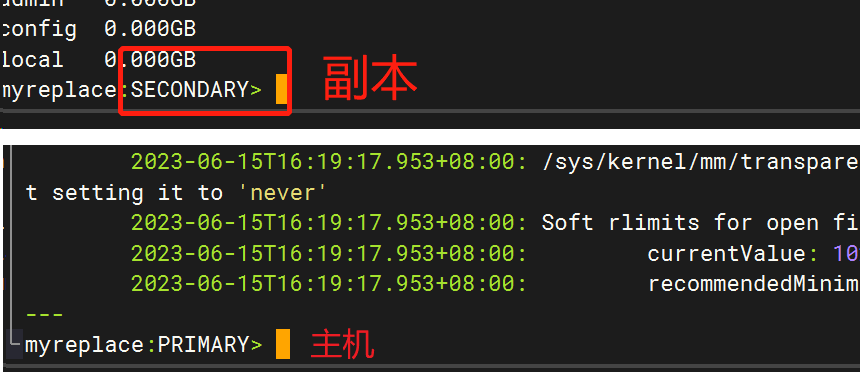 admin 0.000GB
config 0.000GB
local 0.000GB
myreplace:SECONDARY> 副本
2023-06-15T16:19:17.953+08:00: /sys/kernel/mm/transpare
t setting it to 'never'
2023-06-15T16:19:17.953+08:00: Soft rlimits for open fi
2023-06-15T16:19:17.953+08:00: currentValue: 10
2023-06-15T16:19:17.953+08:00: recommendedMinim
---
myreplace:PRIMARY> 主机